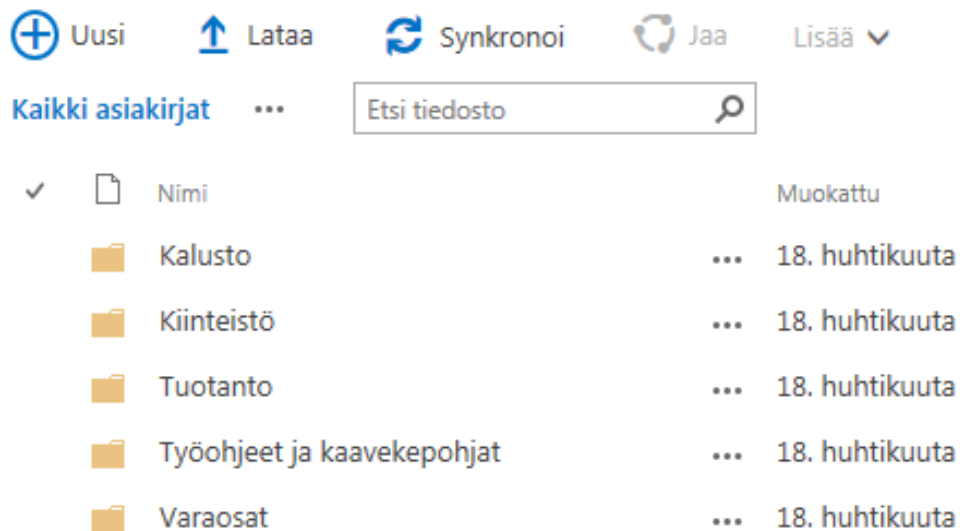 Uusi Lataa Synkronoi Jaa Lisää
Kaikki asiakirjat ... Etsi tiedosto
Nimi Muokattu
Kalusto ... 18. huhtikuuta
Kiinteistö ... 18. huhtikuuta
Tuotanto ... 18. huhtikuuta
Työohjeet ja kaavekepohjat ... 18. huhtikuuta
Varaosat ... 18. huhtikuuta